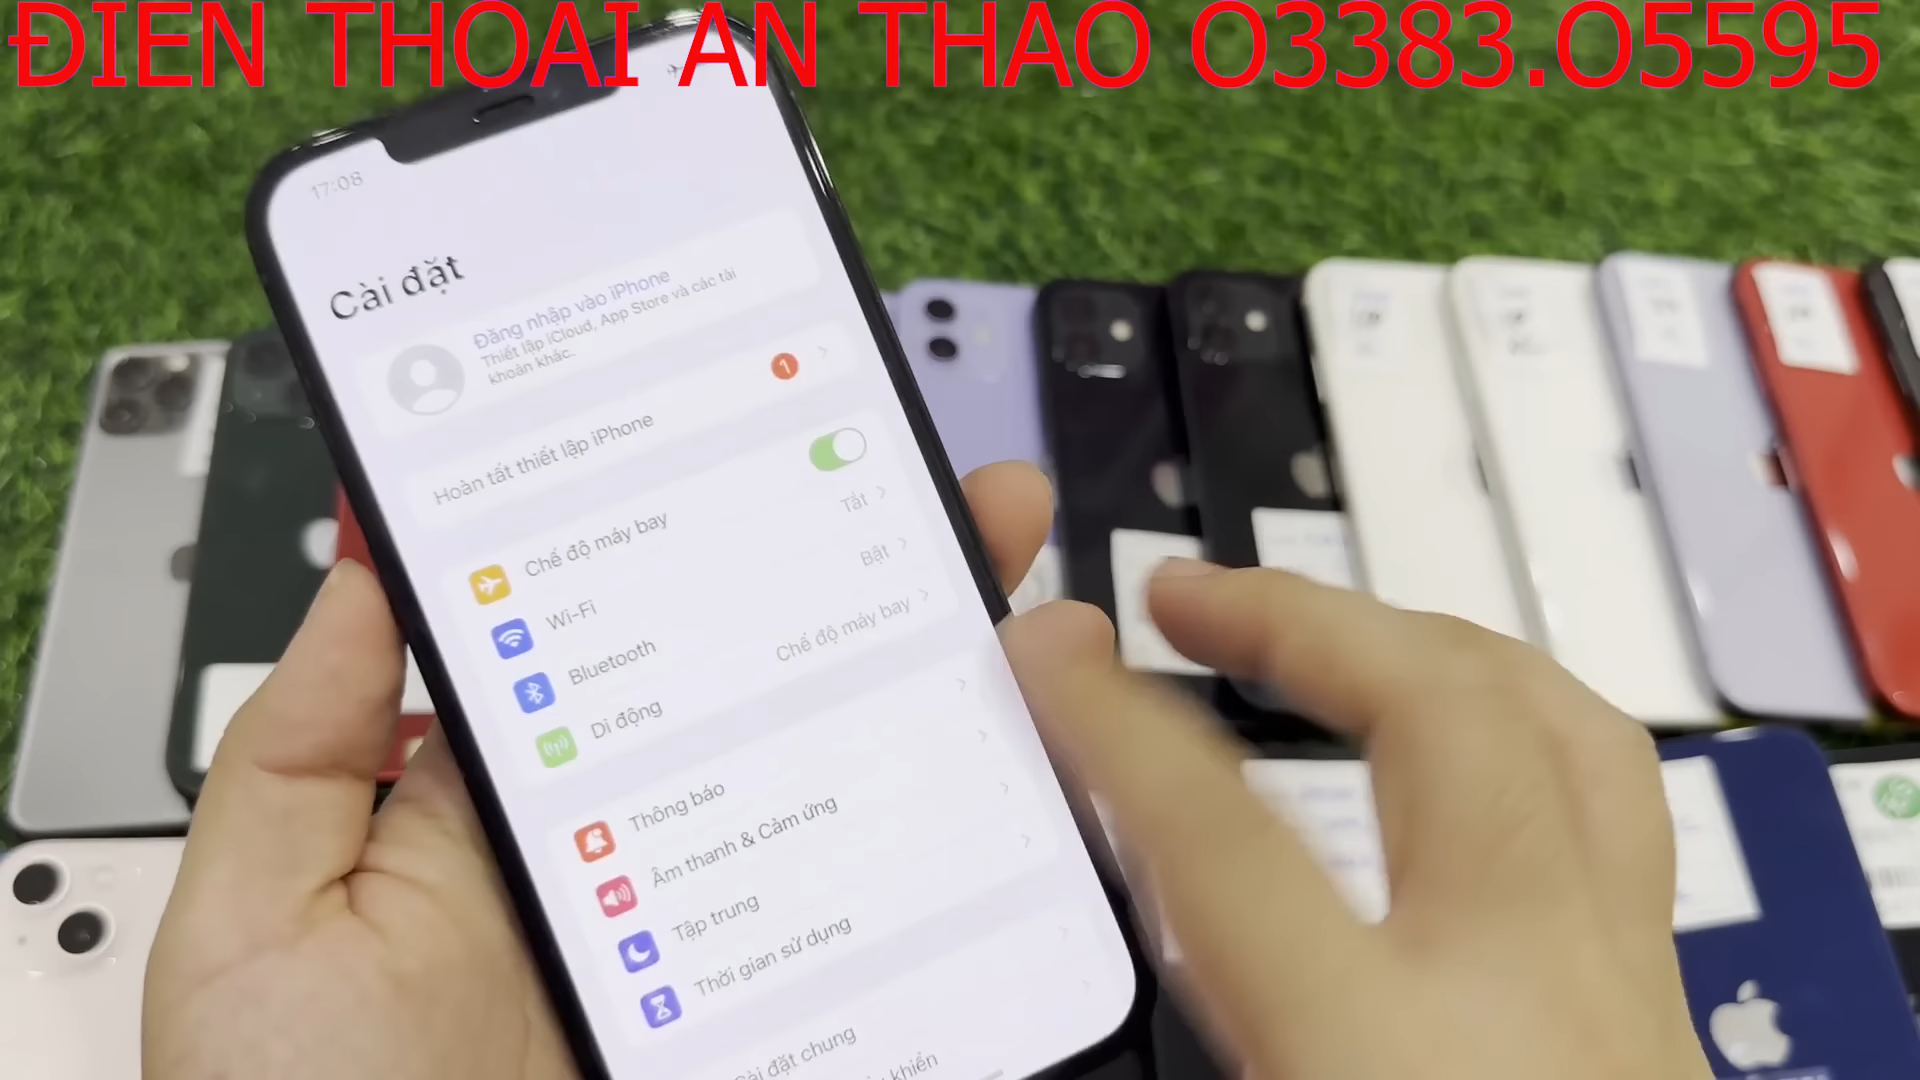 ĐIEN THOAI AN THAO O3383.O5595
17:08
Cài đặt
Đăng nhập vào iPhone
Thiết lập iCloud, App Store và các tài
khoản khác.
Hoàn tất thiết lập iPhone
1
Chế độ máy bay
Wi-Fi
Tắt
Bluetooth
Bật
Di động
Chế độ máy bay
Thông báo
Âm thanh & Cảm ứng
Tập trung
Thời gian sử dụng
Cài đặt chung
khiển